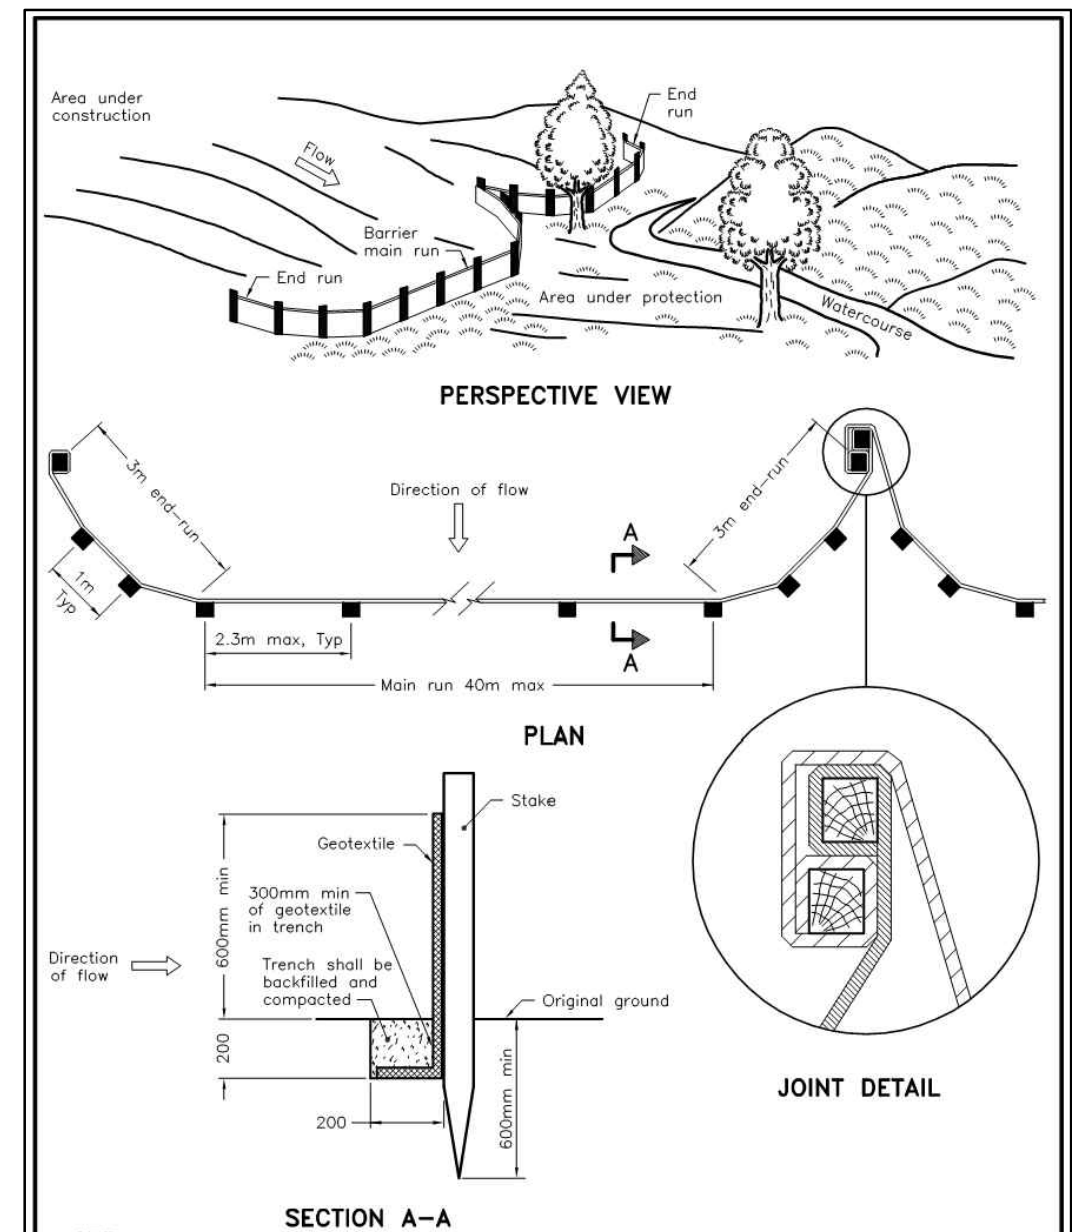 Area under
construction
Flow
End
run
Barrier
main run
End run
Area under protection
Watercourse
PERSPECTIVE VIEW
3m end-run
Direction of flow
3m end-run
A
1m
Typ
2.3m max, Typ
A
Main run 40m max
PLAN
Stake
Geotextile
600mm min
300mm min
of geotextile
in trench
Direction
of flow
Trench shall be
backfilled and
compacted
Original ground
200
200
600mm min
JOINT DETAIL
SECTION A-A